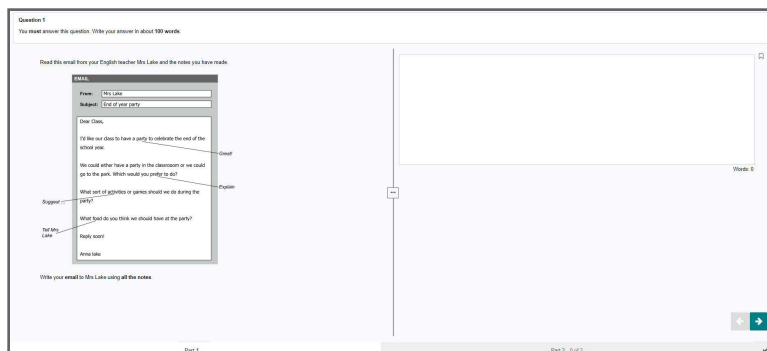 Question 1
You must answer this question. Write your answer in about 100 words.
Read this email from your English teacher Mrs Lake and the notes you have made.
EMAIL
From: Mrs Lake
Subject: End of year party
Dear Class,
I'd like our class to have a party to celebrate the end of the
school year.
Great!
We could either have a party in the classroom or we could
go to the park. Which would you prefer to do?
Explain
What sort of activities or games should we do during the
party?
Suggest ...
What food do you think we should have at the party?
Tell Mrs
Lake
Reply soon!
Anna lake
Write your email to Mrs Lake using all the notes.
Words: 0
Part 1
Part 2 0 of 2